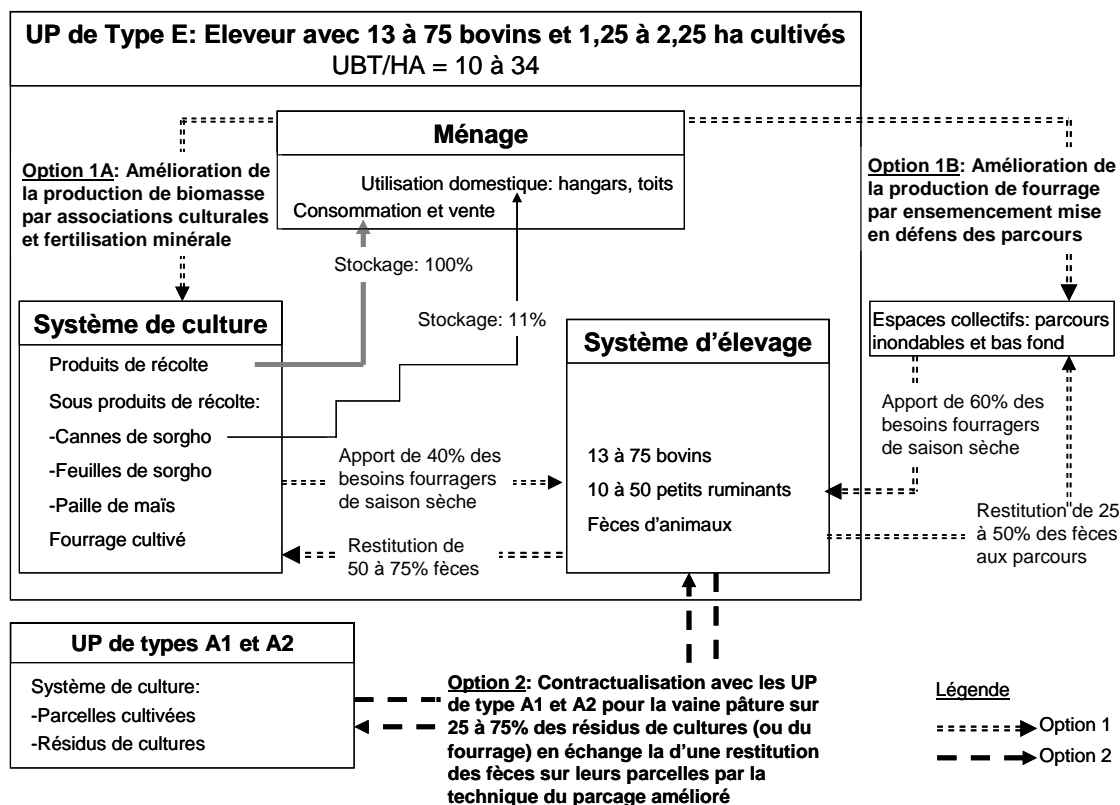 UP de Type E: Eleveur avec 13 à 75 bovins et 1,25 à 2,25 ha cultivés
UBT/HA = 10 à 34
Ménage
Utilisation domestique: hangars, toits
Consommation et vente
Option 1A: Amélioration de
la production de biomasse
par associations culturales
et fertilisation minérale
Option 1B: Amélioration de
la production de fourrage
par ensemencement mise
en défens des parcours
Stockage: 100%
Stockage: 11%
Système de culture
Produits de récolte
Sous produits de récolte:
-Cannes de sorgho
-Feuilles de sorgho
-Paille de maïs
Fourrage cultivé
Apport de 40% des
besoins fourragers
de saison sèche
Restitution de
50 à 75% fèces
Système d'élevage
13 à 75 bovins
10 à 50 petits ruminants
Fèces d'animaux
Espaces collectifs: parcours
inondables et bas fond
Apport de 60% des
besoins fourragers
de saison sèche
Restitution de 25
à 50% des fèces
aux parcours
UP de types A1 et A2
Système de culture:
-Parcelles cultivées
-Résidus de cultures
Option 2: Contractualisation avec les UP
de type A1 et A2 pour la vaine pâture sur
25 à 75% des résidus de cultures (ou du
fourrage) en échange la d'une restitution
des fèces sur leurs parcelles par la
technique du parcage amélioré
Légende
Option 1
Option 2